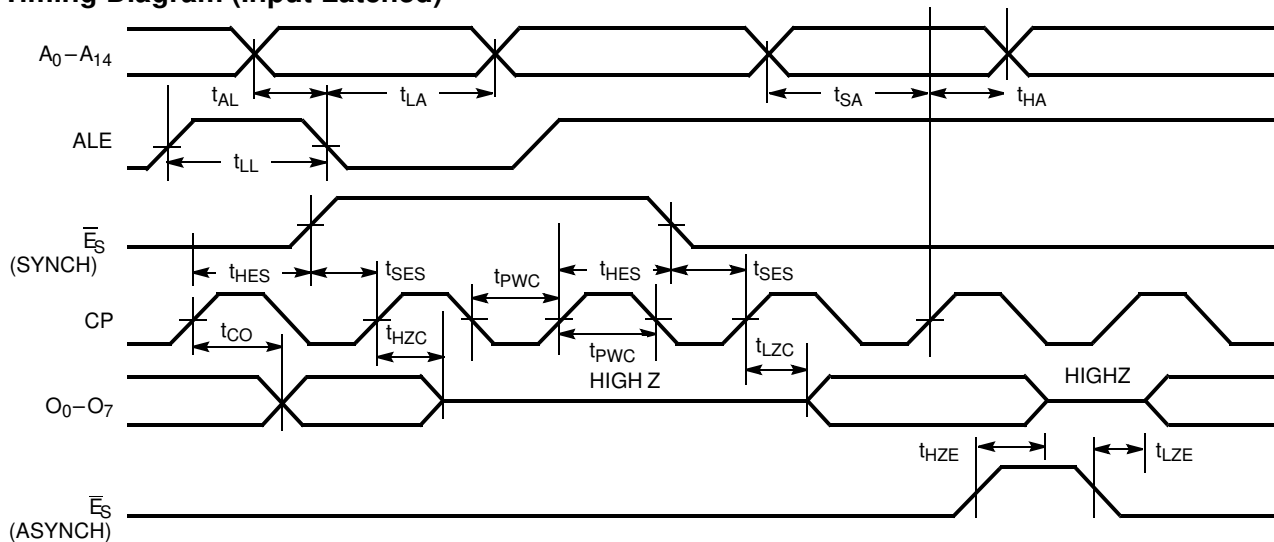 Timing Diagram (Input Latched)
A0–A14
tAL
tLA
tSA
tHA
ALE
tLL
ES
(SYNCH)
tHES
tSES
tPWC
tHES
tSES
CP
tCO
tHZC
tPWC
tLZC
HIGH Z
HIGHZ
O0–O7
tHZE
tLZE
ES
(ASYNCH)